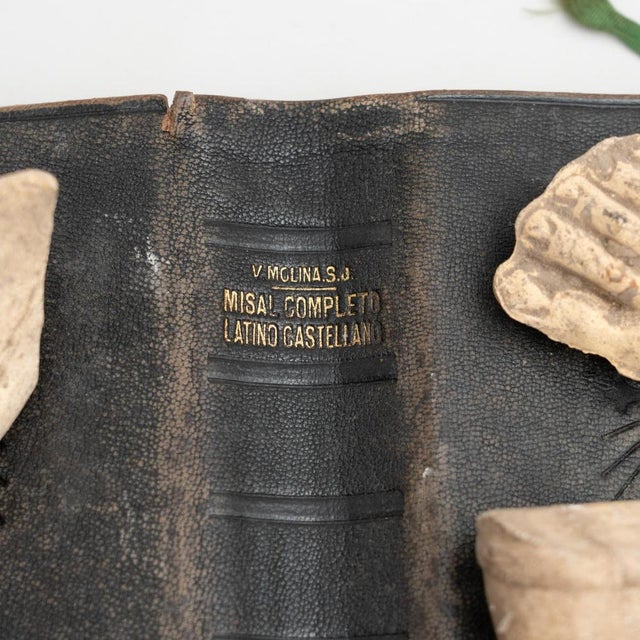 V. MOLINA.S.J.
MISAL COMPLETO
LATINO CASTELLANO